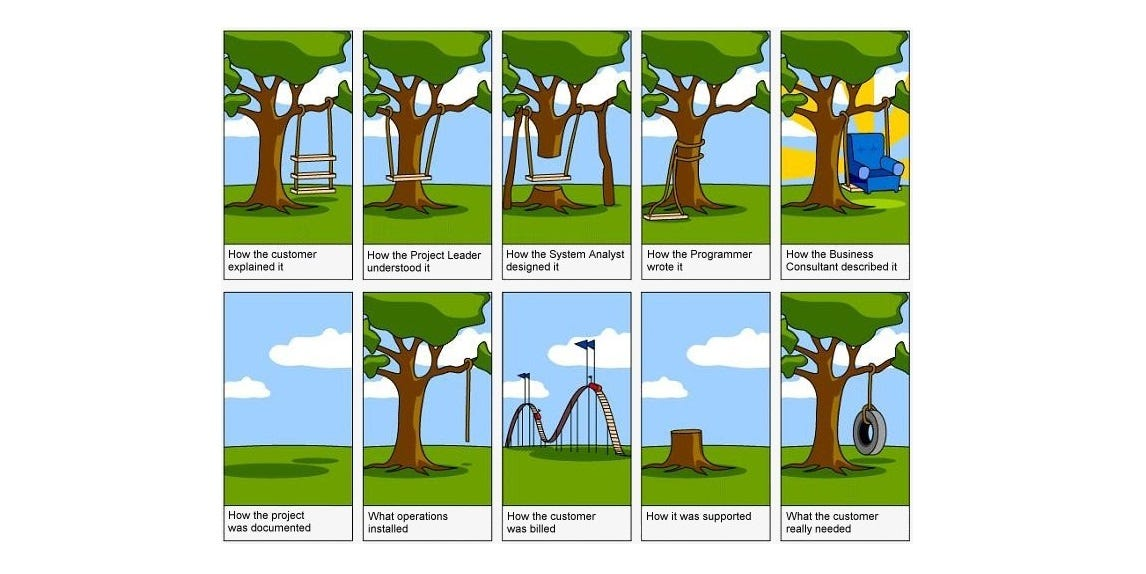 How the customer
explained it
How the Project Leader
understood it
How the System Analyst
designed it
How the Programmer
wrote it
How the Business
Consultant described it
How the project
was documented
What operations
installed
How the customer
was billed
How it was supported
What the customer
really needed